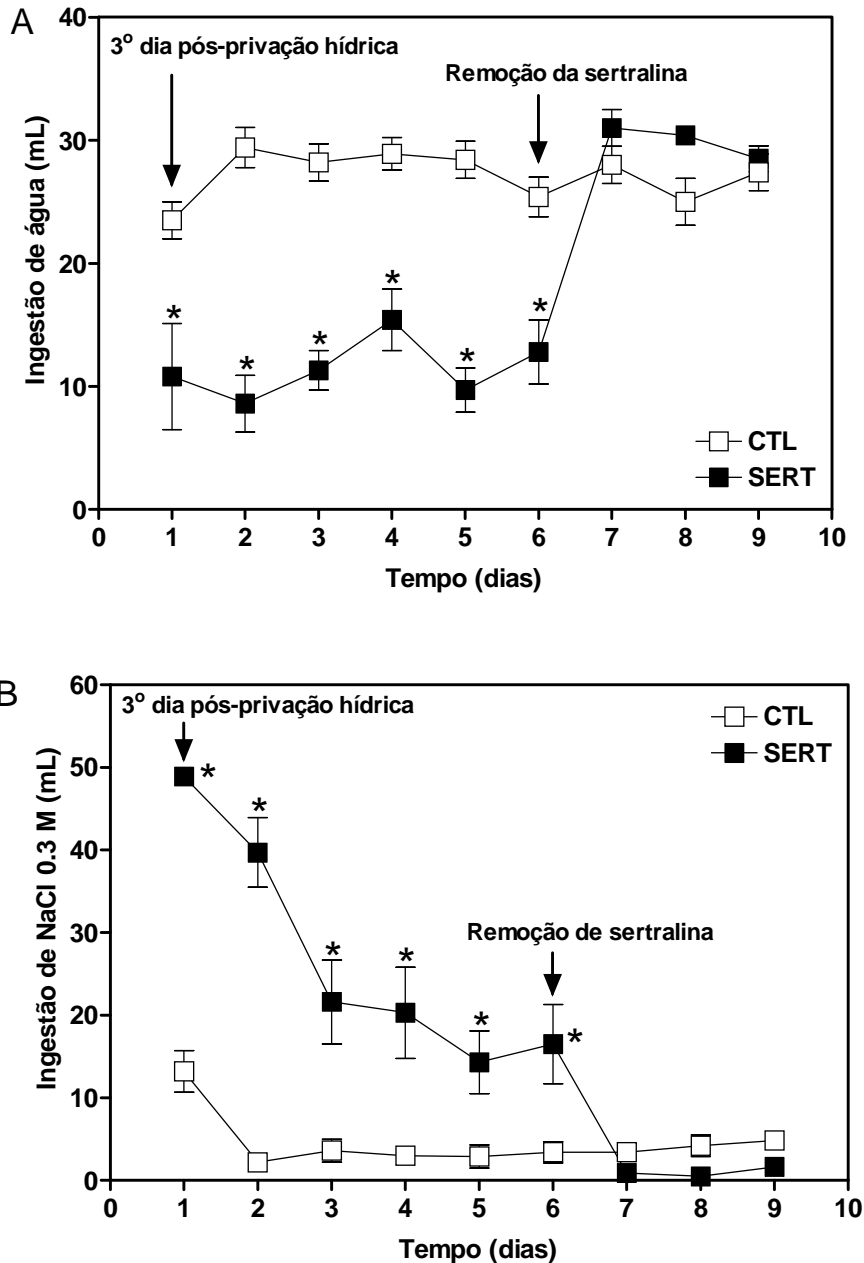 A
3º dia pós-privação hídrica
Remoção da sertralina
Ingestão de água (mL)
40
30
20
10
0
*
*
*
*
*
*
CTL
SERT
0 1 2 3 4 5 6 7 8 9 10
Tempo (dias)
B
3º dia pós-privação hídrica
Remoção de sertralina
Ingestão de NaCl 0.3 M (mL)
60
50
40
30
20
10
0
*
*
*
*
*
*
CTL
SERT
0 1 2 3 4 5 6 7 8 9 10
Tempo (dias)